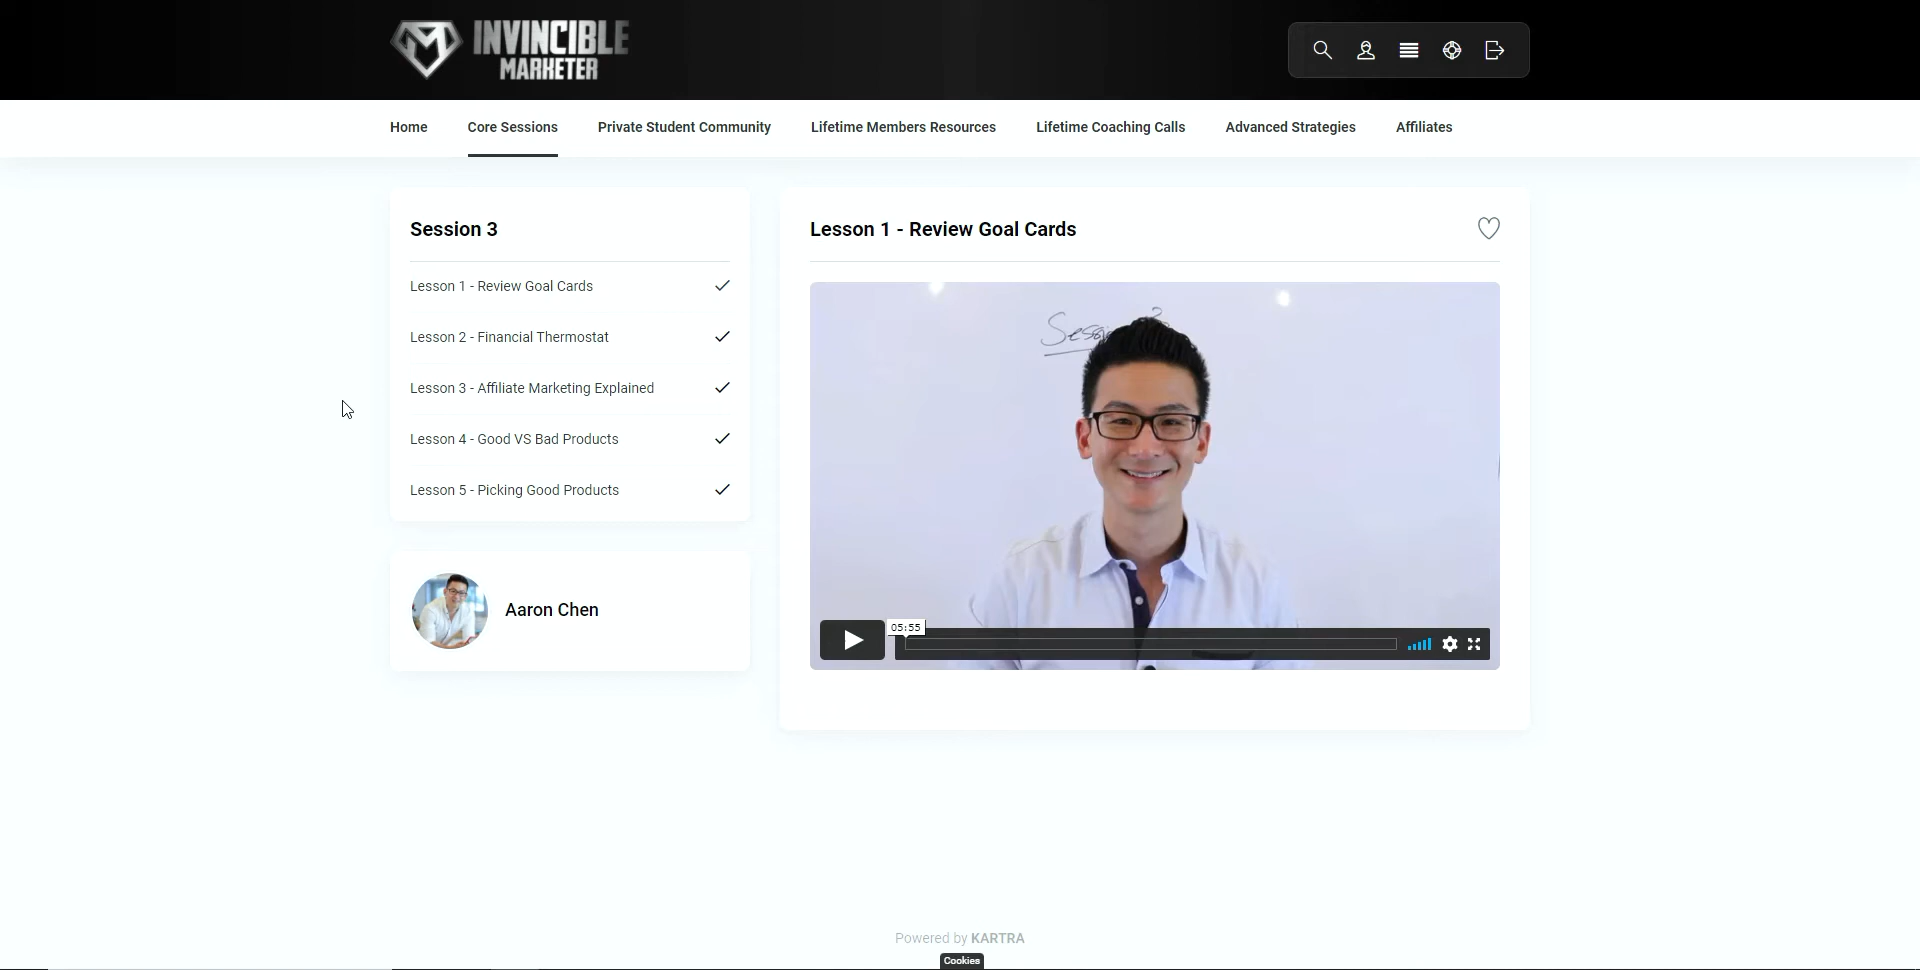 INVINCIBLE
MARKETER
Home
Core Sessions
Private Student Community
Lifetime Members Resources
Lifetime Coaching Calls
Advanced Strategies
Affiliates
Session 3
Lesson 1 - Review Goal Cards
Lesson 2 - Financial Thermostat
Lesson 3 - Affiliate Marketing Explained
Lesson 4 - Good VS Bad Products
Lesson 5 - Picking Good Products
Aaron Chen
Lesson 1 - Review Goal Cards
05:55
Powered by KARTRA
Cookies